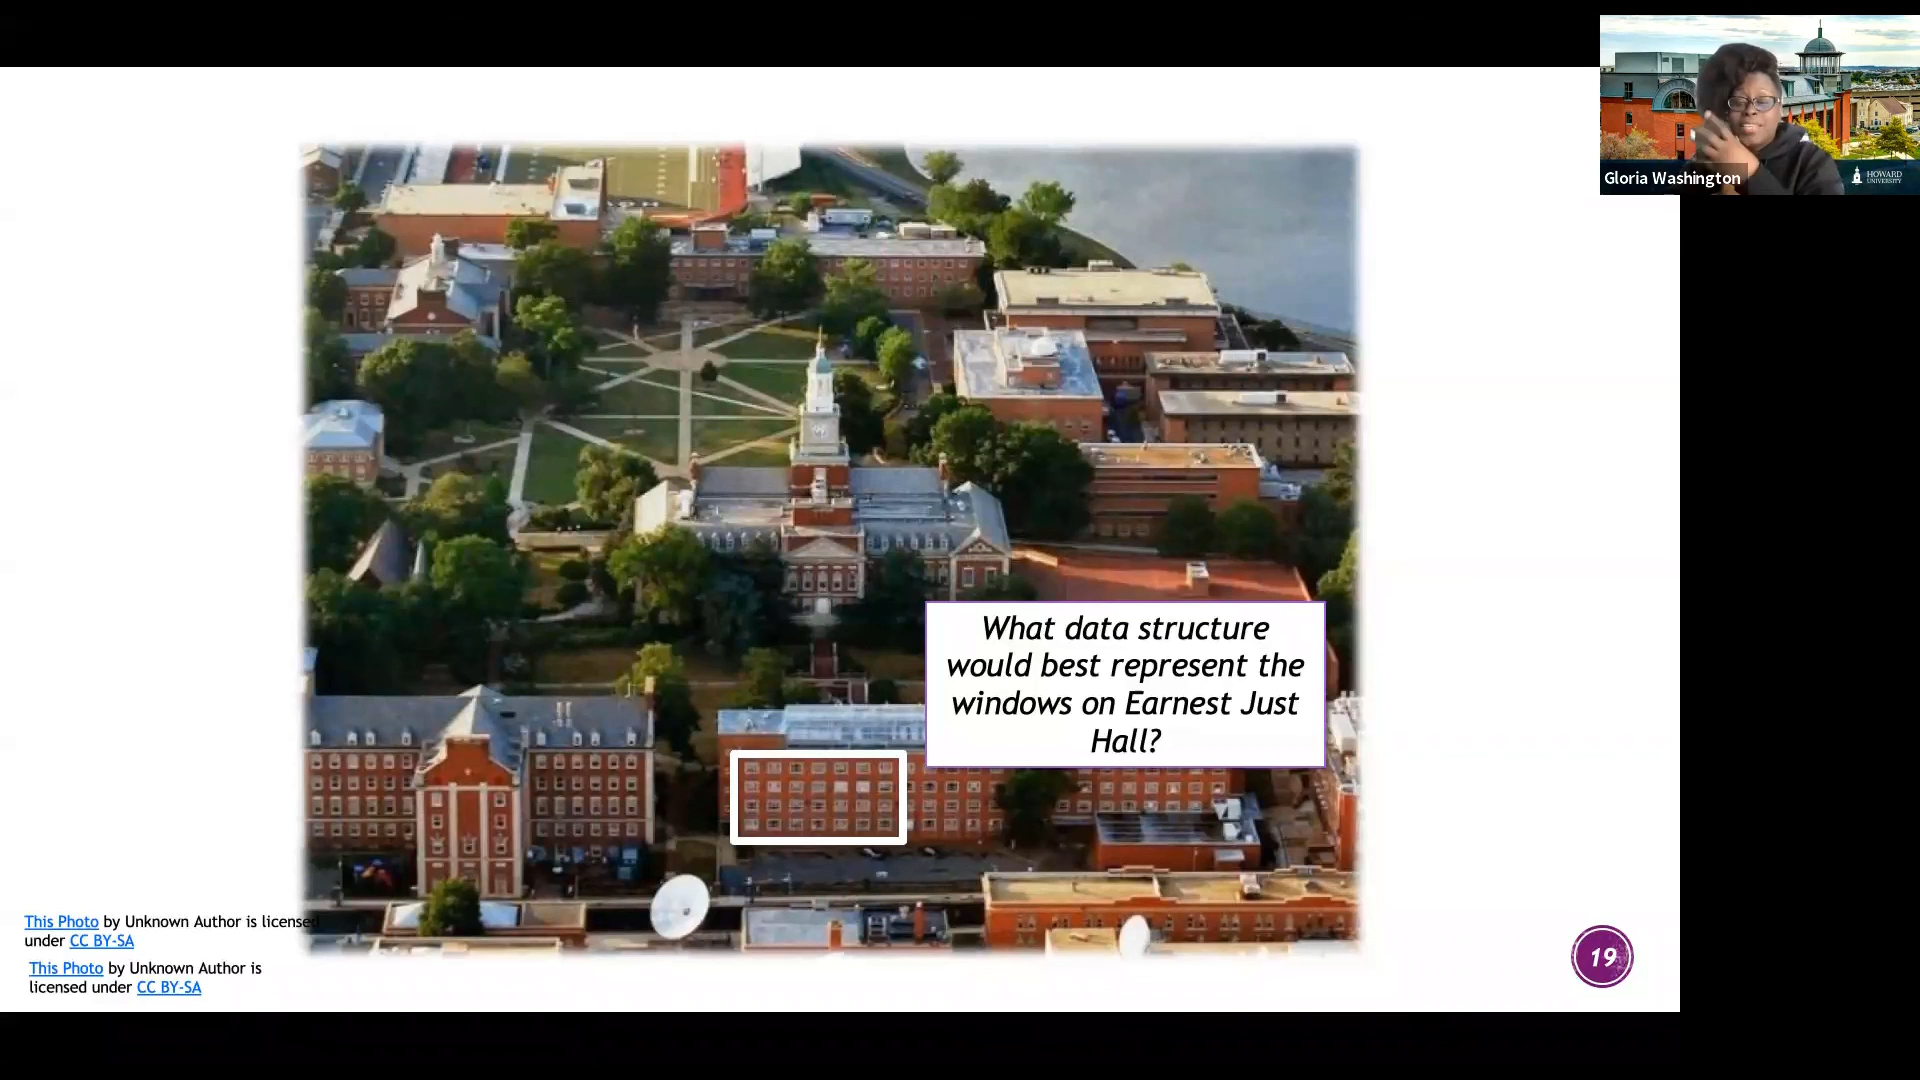 Gloria Washington
HOWARD
UNIVERSITY
What data structure
would best represent the
windows on Earnest Just
Hall?
This Photo by Unknown Author is licensed
under CC BY-SA
This Photo by Unknown Author is
licensed under CC BY-SA
19